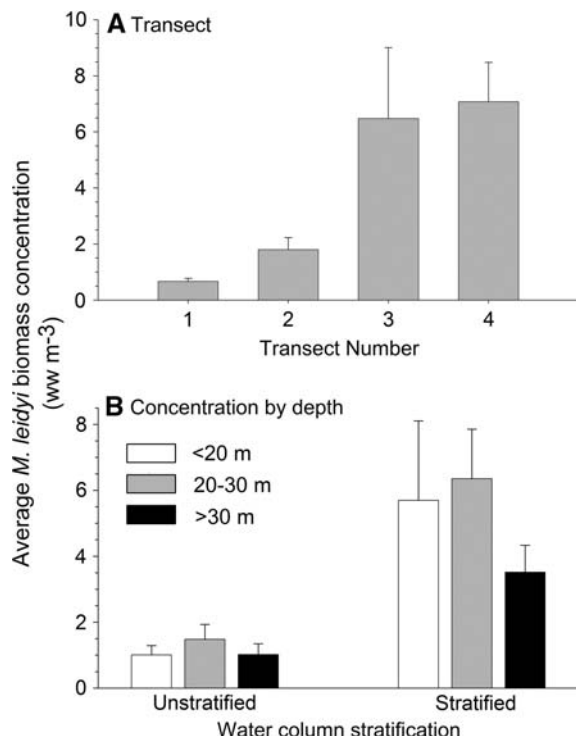 A Transect
10
8
6
4
2
0
1 2 3 4
Transect Number
Average M. leidyi biomass concentration
(ww m-3)
B Concentration by depth
<20 m
20-30 m
>30 m
8
6
4
2
0
Unstratified Stratified
Water column stratification